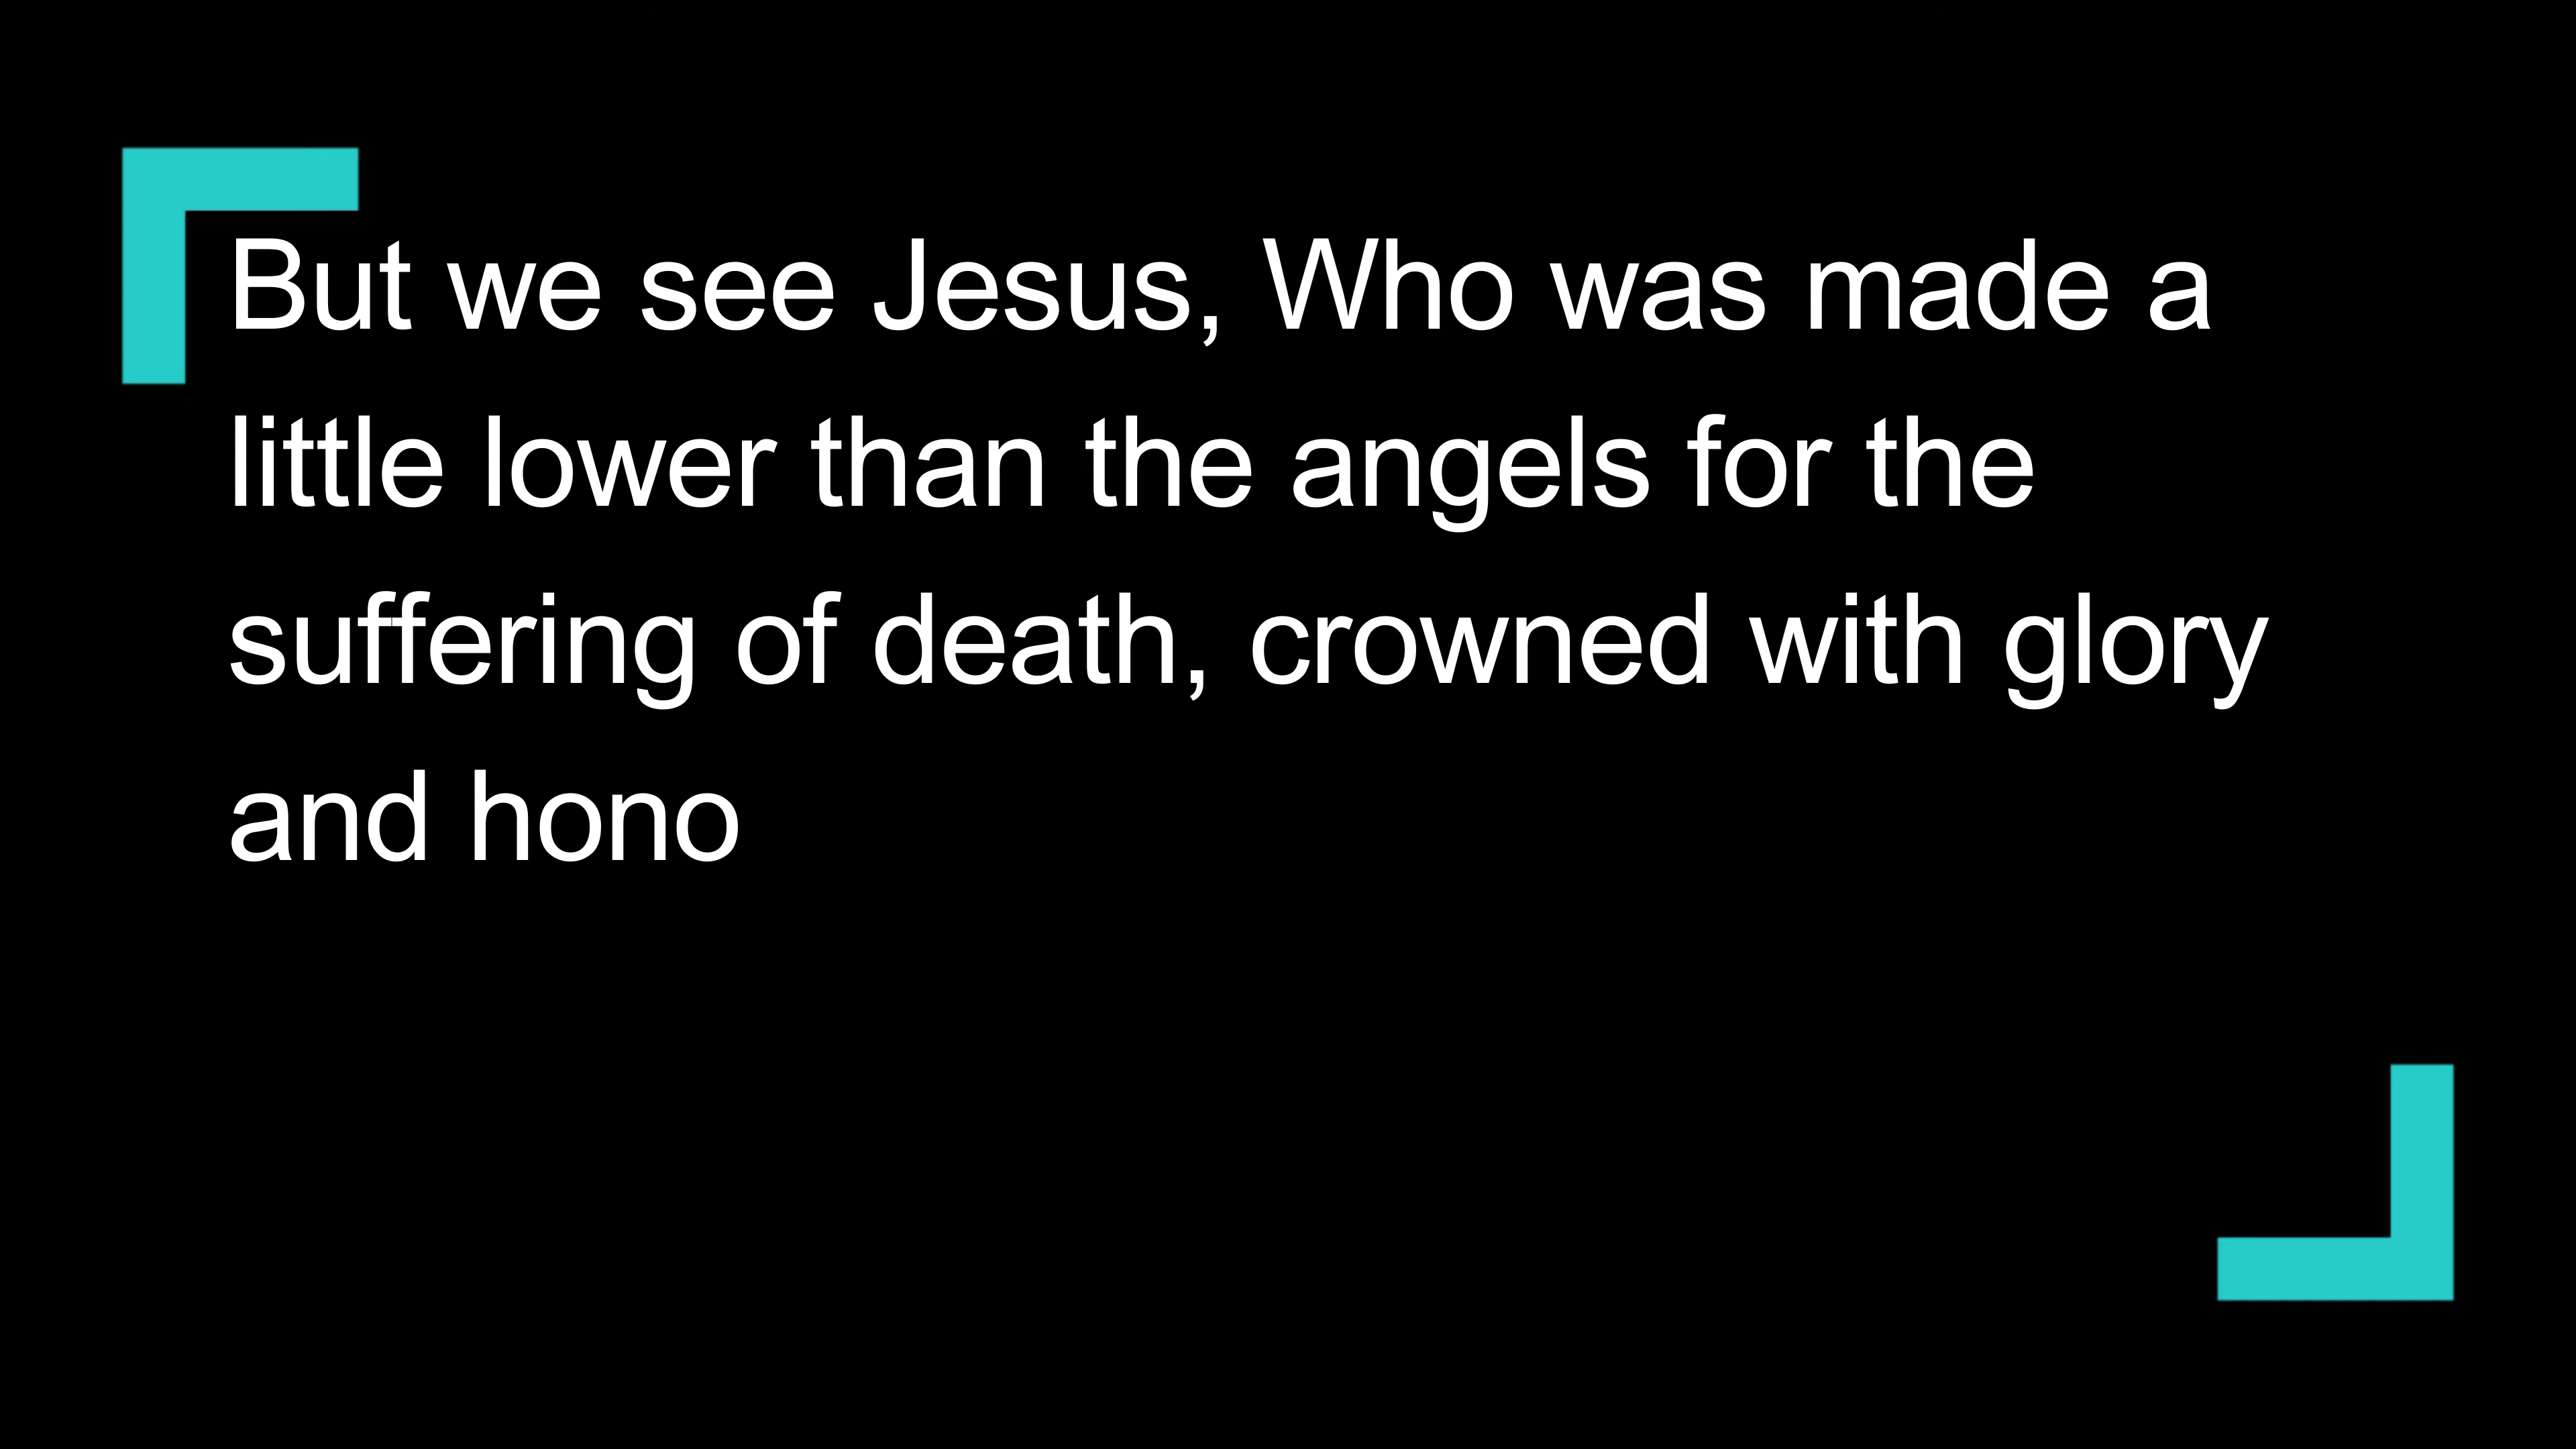 But we see Jesus, Who was made a
little lower than the angels for the
suffering of death, crowned with glory
and hono